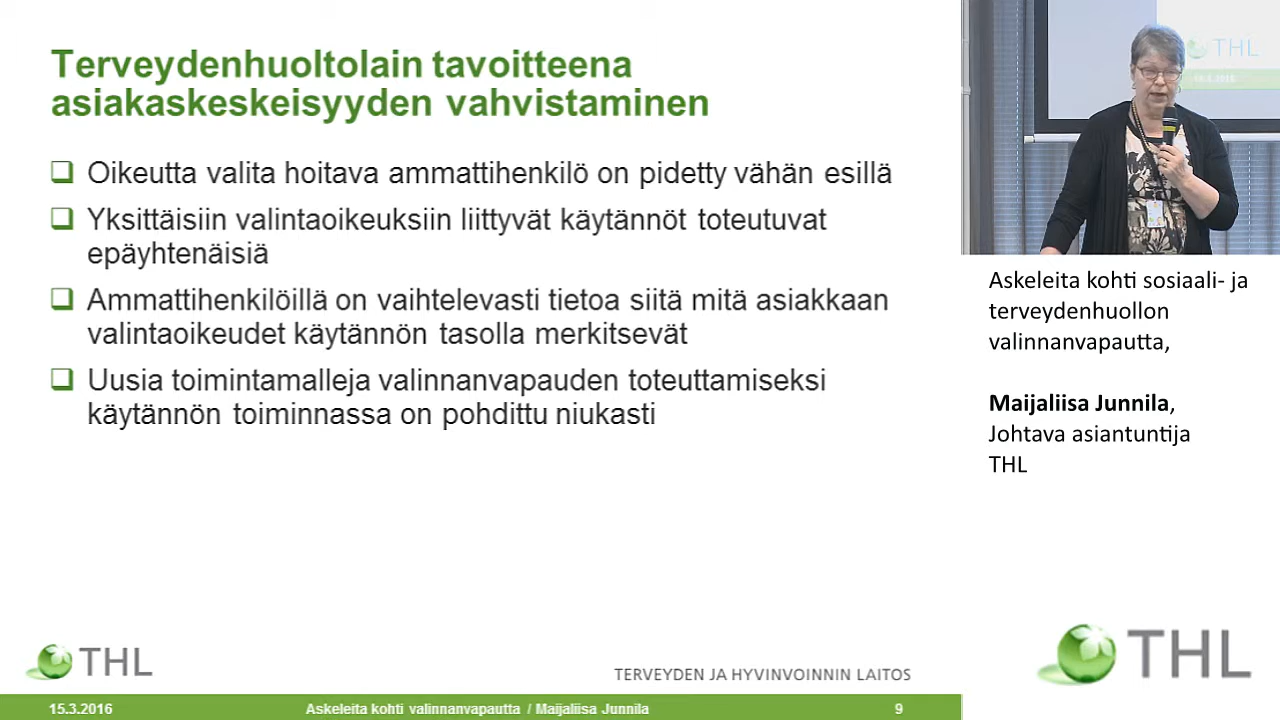 Terveydenhuoltolain tavoitteena
asiakaskeskeisyyden vahvistaminen
Oikeutta valita hoitava ammattihenkilö on pidetty vähän esillä
Yksittäisiin valintaoikeuksiin liittyvät käytännöt toteutuvat
epäyhtenäisiä
Ammattihenkilöillä on vaihtelevasti tietoa siitä mitä asiakkaan
valintaoikeudet käytännön tasolla merkitsevät
Uusia toimintamalleja valinnanvapauden toteuttamiseksi
käytännön toiminnassa on pohdittu niukasti
THL
TERVEYDEN JA HYVINVOINNIN LAITOS
15.3.2016 Askeleita kohti valinnanvapautta / Maijaliisa Junnila 9
THL
Askeleita kohti sosiaali- ja
terveydenhuollon
valinnanvapautta,
Maijaliisa Junnila,
Johtava asiantuntija
THL
THL